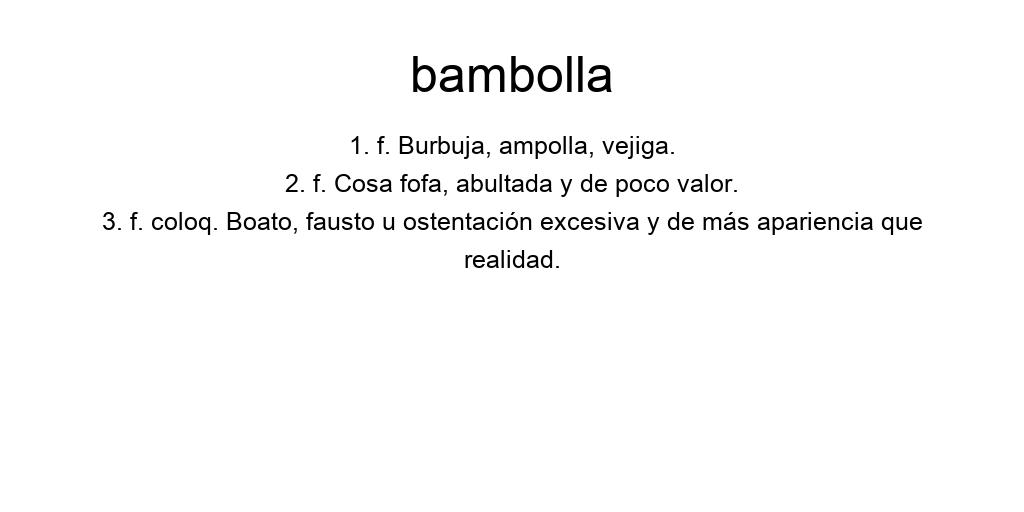 bambolla
1. f. Burbuja, ampolla, vejiga.
2. f. Cosa fofa, abultada y de poco valor.
3. f. coloq. Boato, fausto u ostentación excesiva y de más apariencia que
realidad.